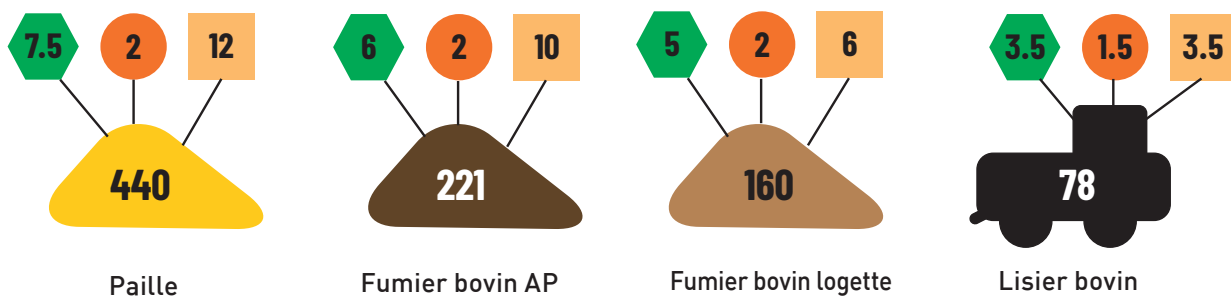 7.5 2 12
6 2 10
5 2 6
3.5 1.5 3.5
440
221
160
78
Paille
Fumier bovin AP
Fumier bovin logette
Lisier bovin